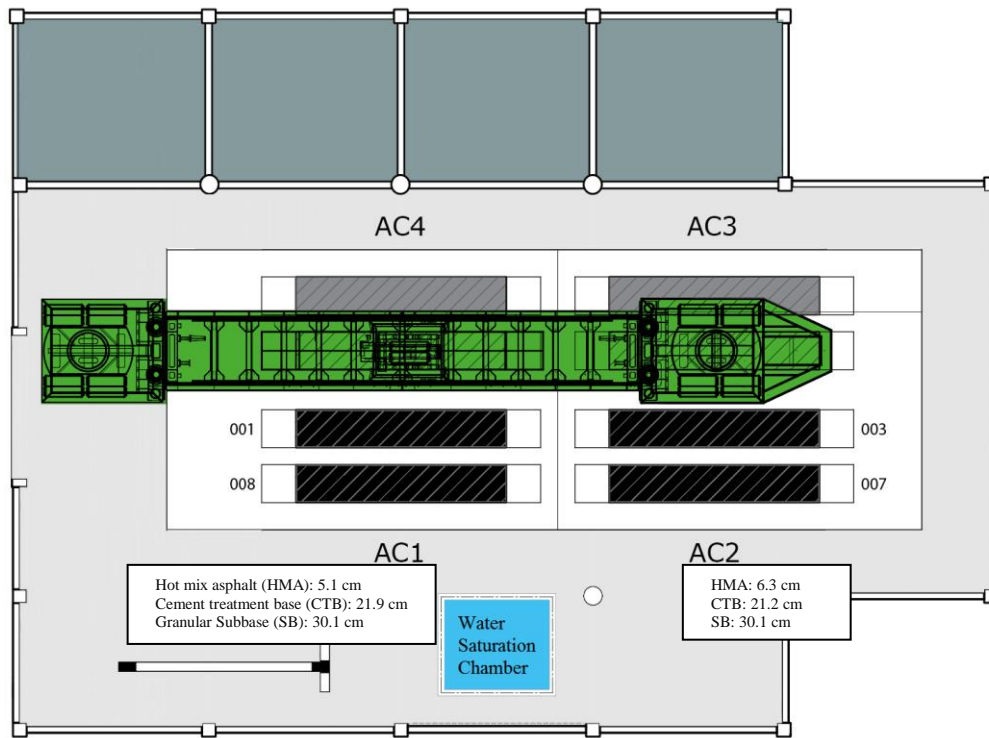 AC4
AC3
001
003
008
007
AC1
AC2
Hot mix asphalt (HMA): 5.1 cm
Cement treatment base (CTB): 21.9 cm
Granular Subbase (SB): 30.1 cm
HMA: 6.3 cm
CTB: 21.2 cm
SB: 30.1 cm
Water
Saturation
Chamber